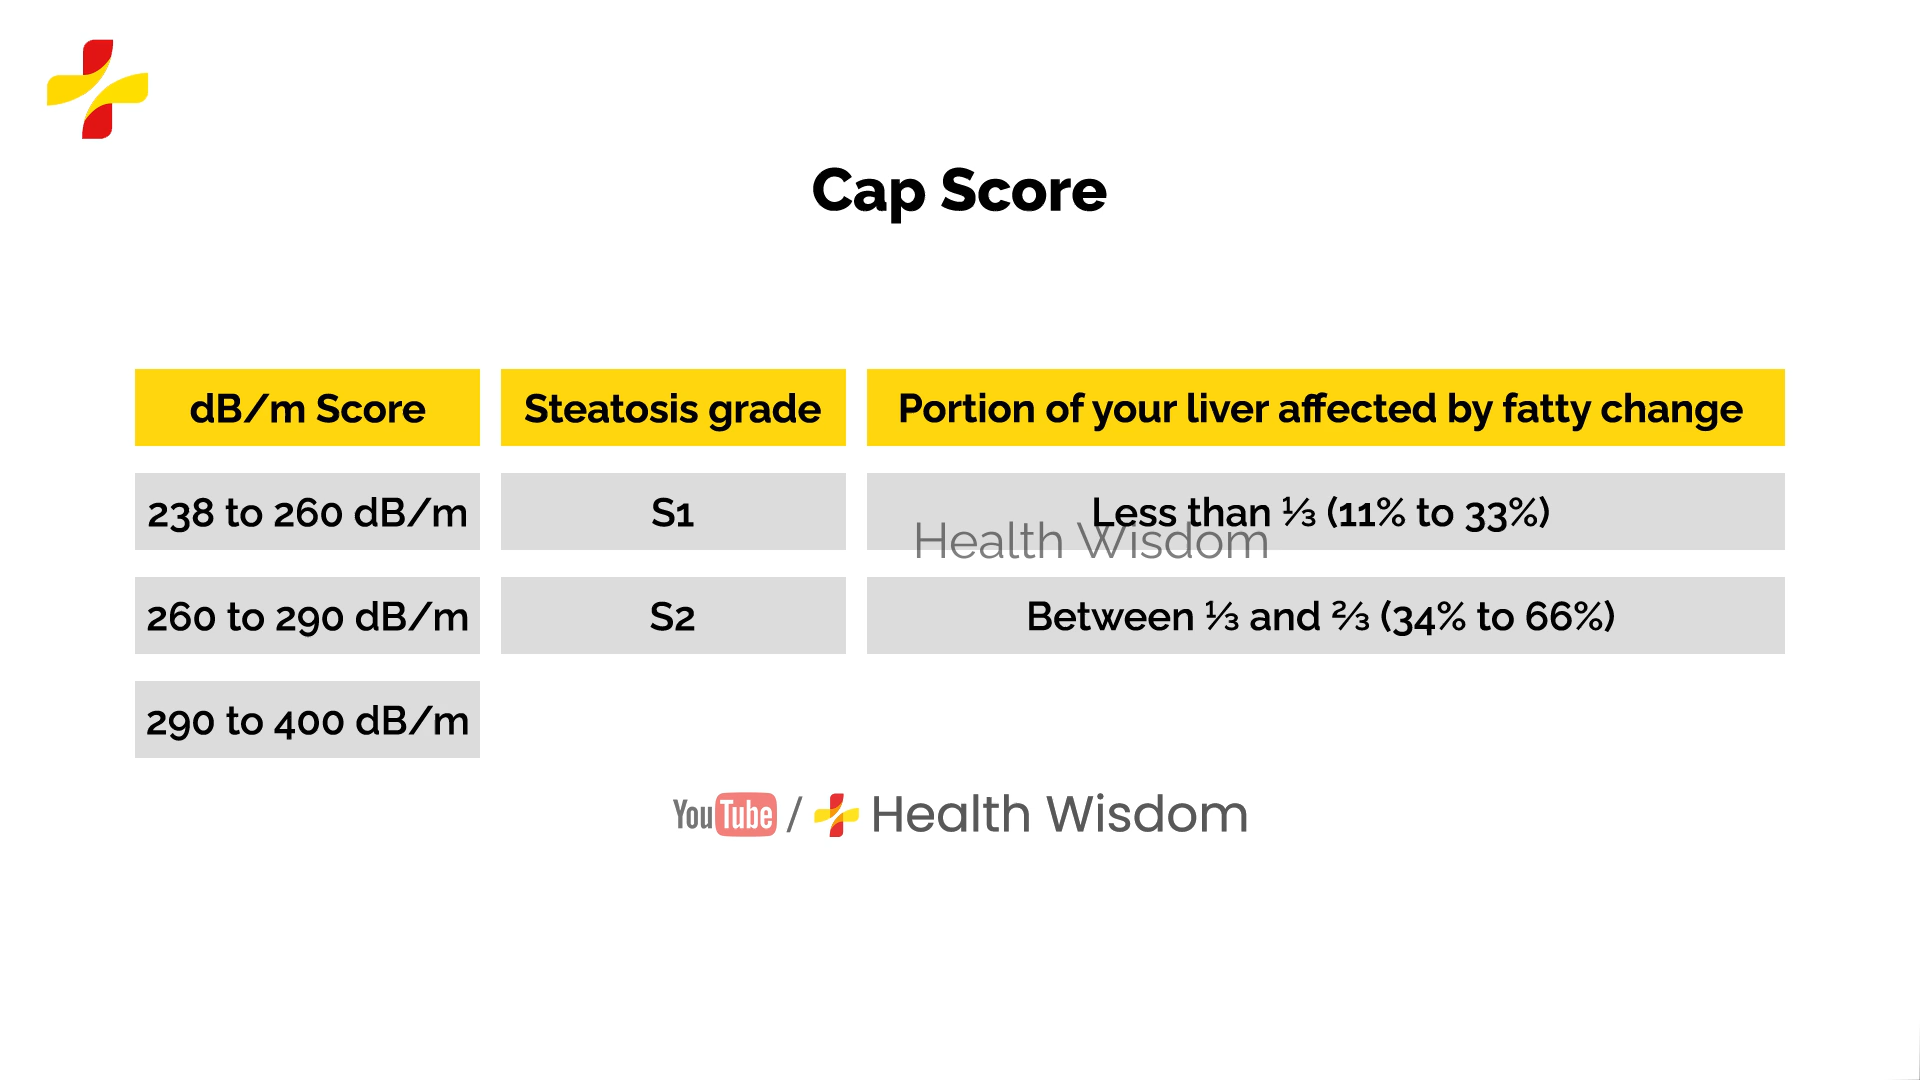 Cap Score
dB/m Score Steatosis grade Portion of your liver affected by fatty change
238 to 260 dB/m S1 Less than ⅓ (11% to 33%)
Health Wisdom
260 to 290 dB/m S2 Between ⅓ and ⅔ (34% to 66%)
290 to 400 dB/m
YouTube / Health Wisdom